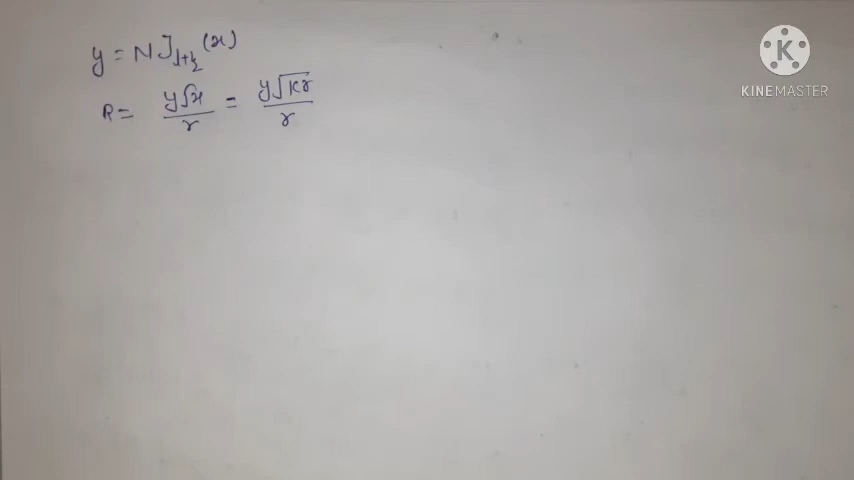 y = N J_{l+1/2} (x)
R = y√x / r = y√kr / r
K
KINEMASTER